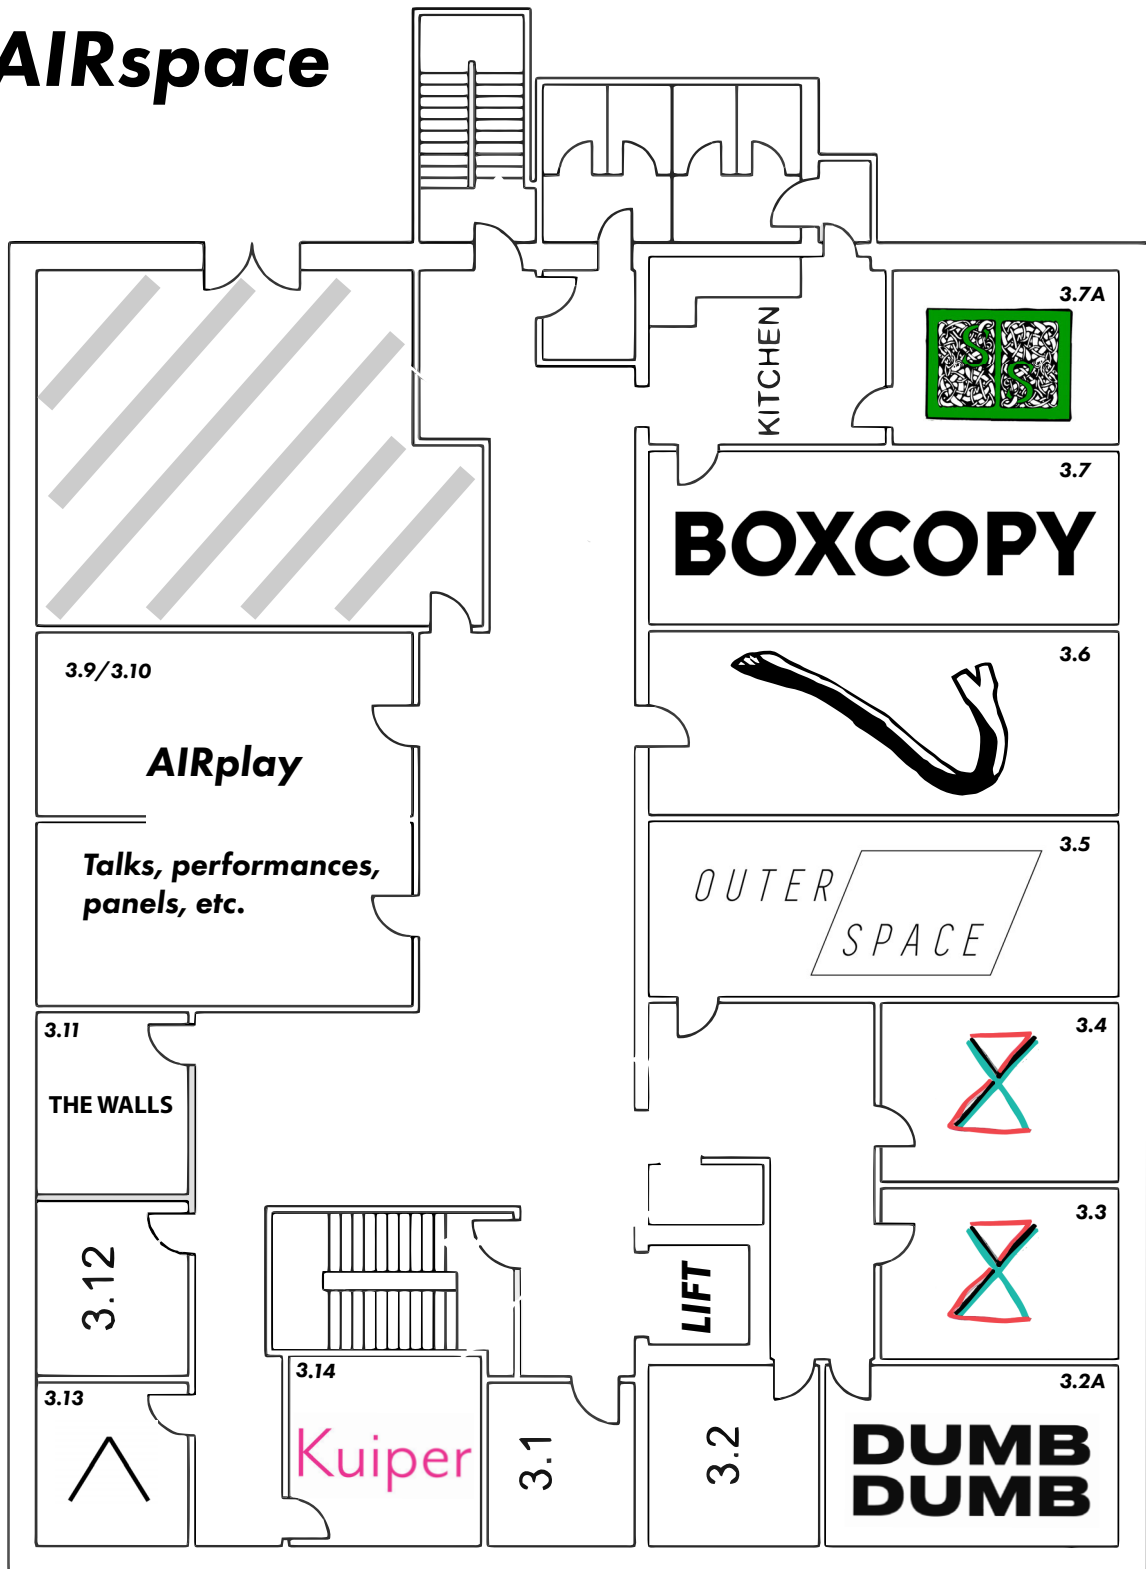 AIRspace
3.7A
S
S
KITCHEN
3.7
BOXCOPY
3.6
3.9/3.10
AIRplay
Talks, performances,
panels, etc.
3.5
OUTER
SPACE
3.11
THE WALLS
3.4
3.3
3.12
LIFT
3.14
Kuiper
3.13
3.1
3.2
3.2A
DUMB
DUMB